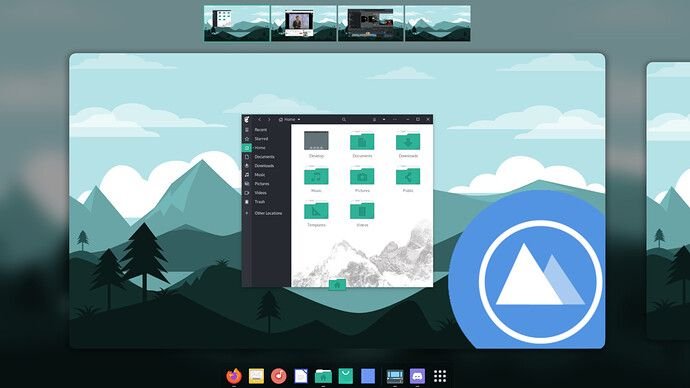 Home
Recent
Starred
Home
Documents
Downloads
Music
Pictures
Videos
Trash
Other Locations
Desktop
Documents
Downloads
Music
Pictures
Public
Templates
Videos